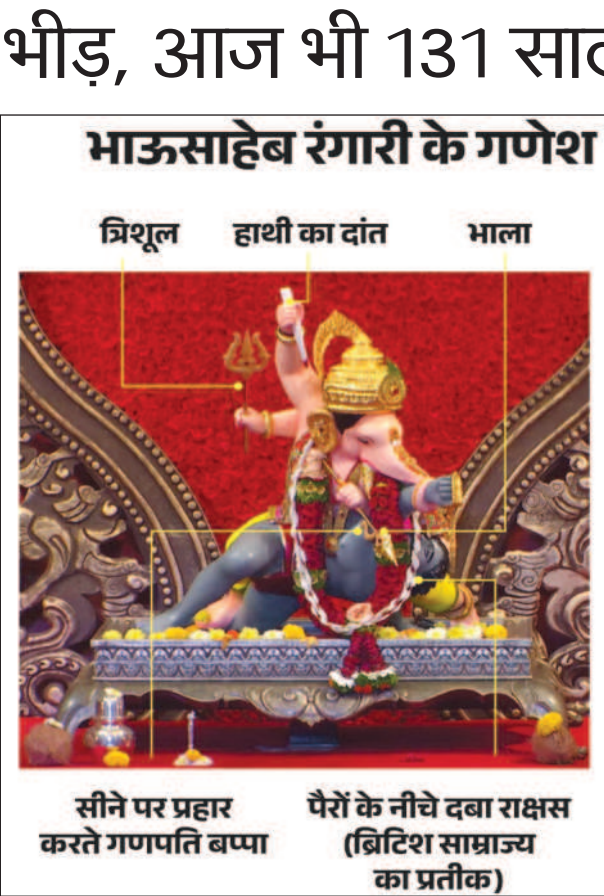 भीड़, आज भी 131
भाऊसाहेब रंगारी के गणेश
त्रिशूल हाथी का दांत भाला
सीने पर प्रहार
करते गणपति बप्पा
पैरों के नीचे दबा राक्षस
(ब्रिटिश साम्राज्य
का प्रतीक)